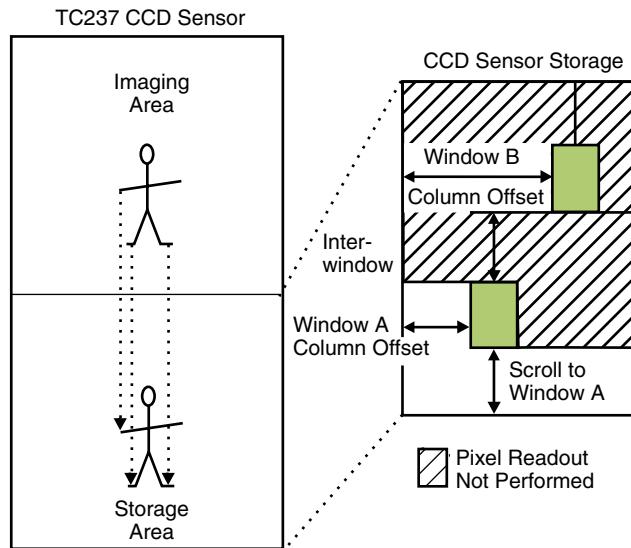 TC237 CCD Sensor
Imaging
Area
Storage
Area
CCD Sensor Storage
Window B
Column Offset
Inter-
window
Window A
Column Offset
Scroll to
Window A
Pixel Readout
Not Performed